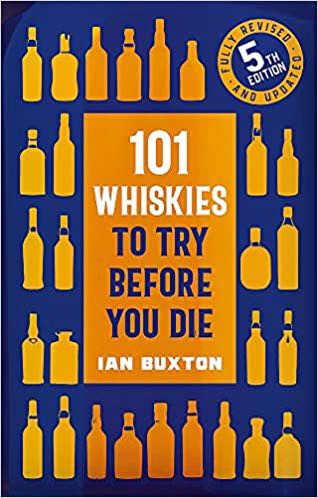 FULLY REVISED
5TH
EDITION
AND UPDATED
101
WHISKIES
TO TRY
BEFORE
YOU DIE
IAN BUXTON